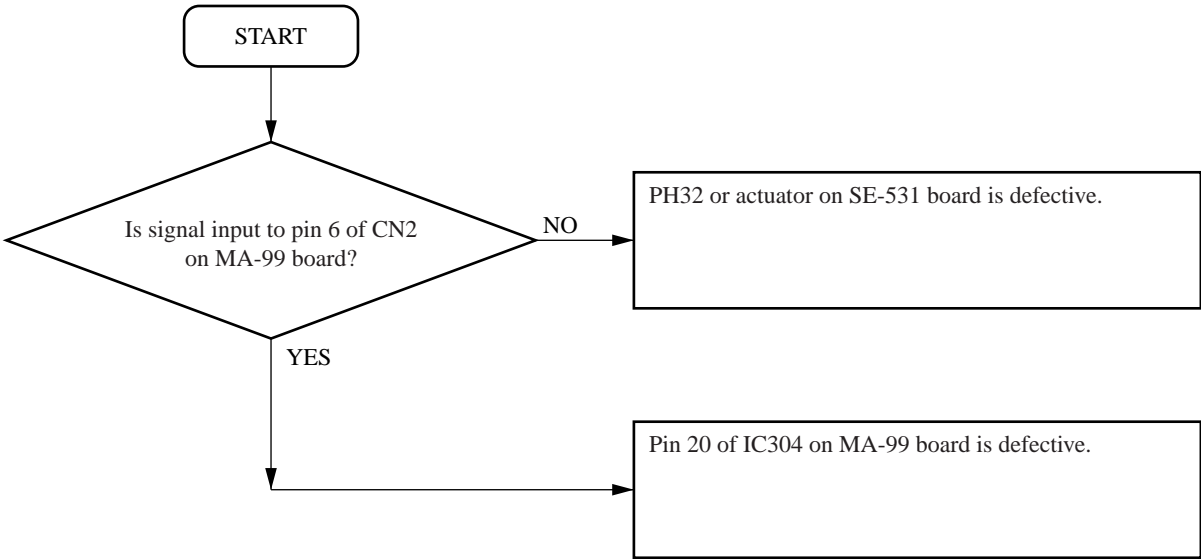 START
Is signal input to pin 6 of CN2
on MA-99 board?
NO
PH32 or actuator on SE-531 board is defective.
YES
Pin 20 of IC304 on MA-99 board is defective.